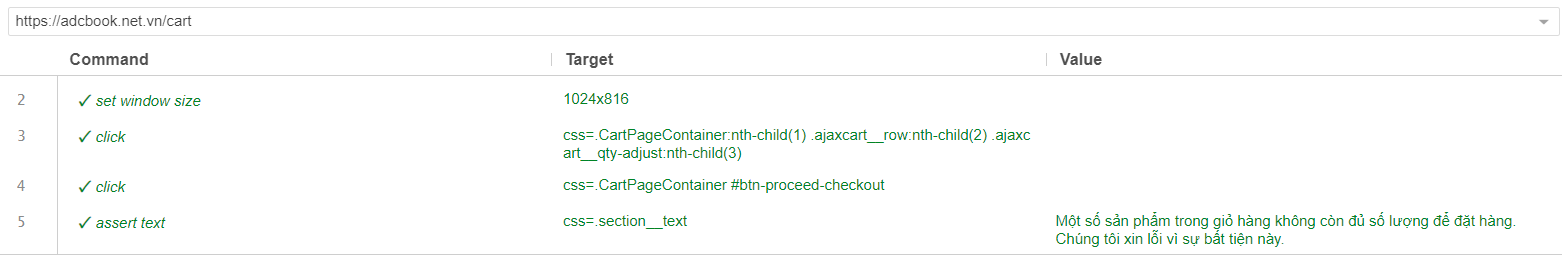 https://adcbook.net.vn/cart
Command Target Value
2 ✓ set window size 1024x816
3 ✓ click css=.CartPageContainer:nth-child(1) .ajaxcart__row:nth-child(2) .ajaxc
art__qty-adjust:nth-child(3)
4 ✓ click css=.CartPageContainer #btn-proceed-checkout
5 ✓ assert text css=.section__text Một số sản phẩm trong giỏ hàng không còn đủ số lượng để đặt hàng.
Chúng tôi xin lỗi vì sự bất tiện này.